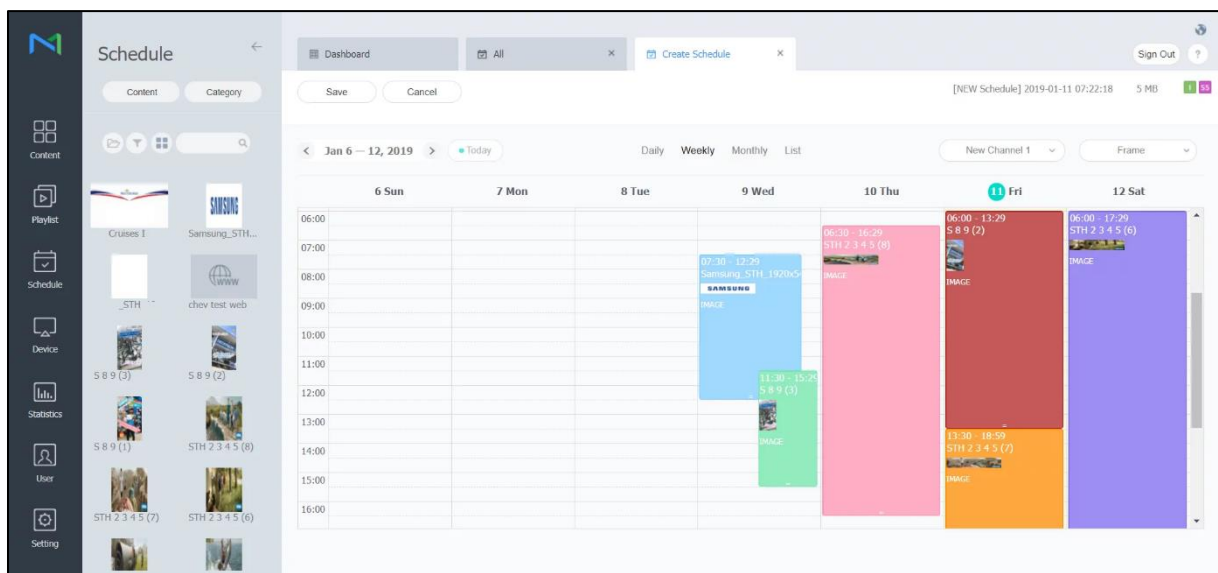 Schedule
Content Category
Content
Playlist
Schedule
Device
Statistics
User
Setting
Cruises I
SAMSUNG
Samsung_STH...
_STH
www
chev test web
S 8 9 (3)
S 8 9 (2)
S 8 9 (1)
STH 2 3 4 5 (8)
STH 2 3 4 5 (7)
STH 2 3 4 5 (6)
Dashboard
All
Create Schedule
Sign Out ?
Save Cancel
[NEW Schedule] 2019-01-11 07:22:18 5 MB I S5
Jan 6 — 12, 2019 Today
Daily Weekly Monthly List
New Channel 1
Frame
6 Sun 7 Mon 8 Tue 9 Wed 10 Thu 11 Fri 12 Sat
06:00
07:00
08:00
09:00
10:00
11:00
12:00
13:00
14:00
15:00
16:00
07:30 - 12:29
Samsung_STH_1920x5
SAMSUNG
IMAGE
11:30 - 15:29
S 8 9 (3)
IMAGE
06:30 - 16:29
STH 2 3 4 5 (8)
IMAGE
06:00 - 13:29
S 8 9 (2)
IMAGE
13:30 - 18:59
STH 2 3 4 5 (7)
IMAGE
06:00 - 17:29
STH 2 3 4 5 (6)
IMAGE